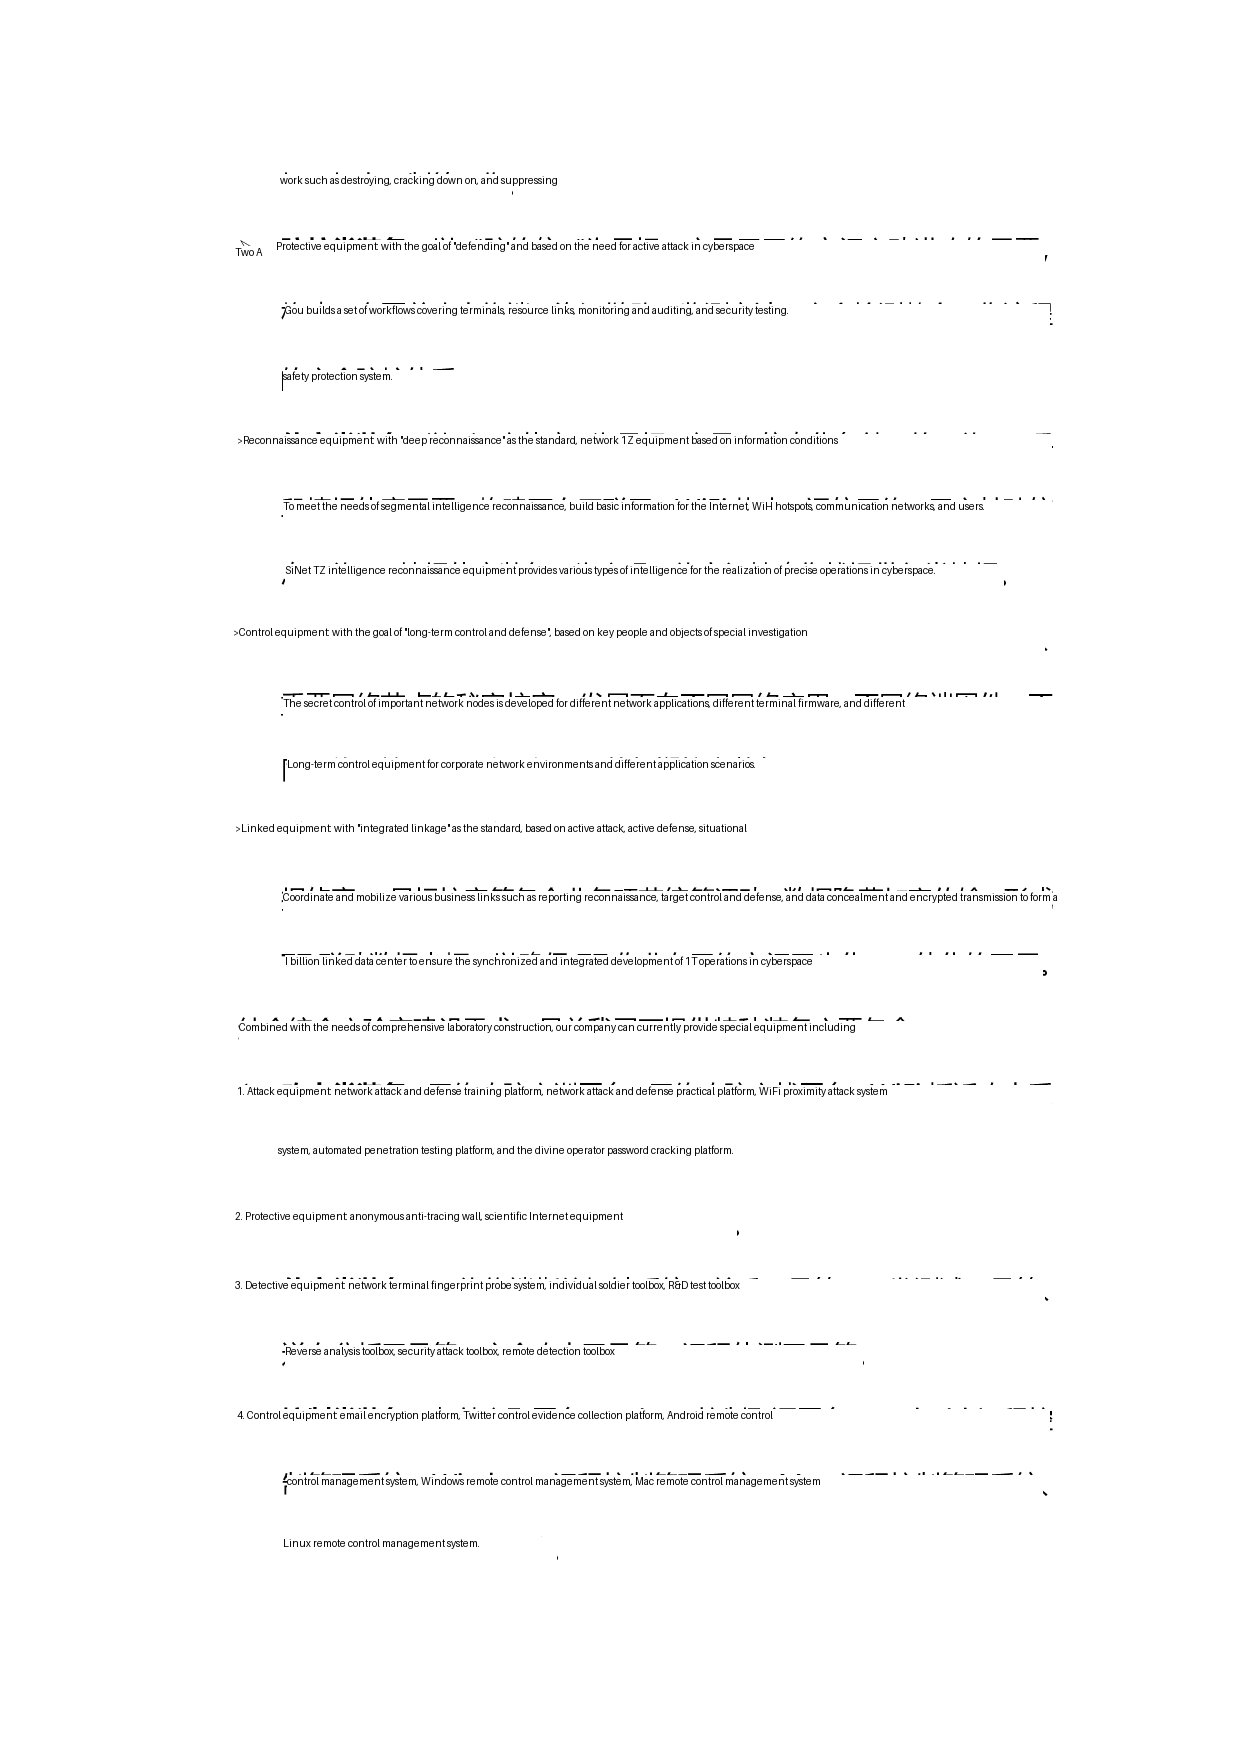 work such as destroying, cracking down on, and suppressing
Two A Protective equipment: with the goal of "defending" and based on the need for active attack in cyberspace
Gou builds a set of workflows covering terminals, resource links, monitoring and auditing, and security testing.
safety protection system.
>Reconnaissance equipment: with "deep reconnaissance" as the standard, network 1Z equipment based on information conditions
To meet the needs of segmental intelligence reconnaissance, build basic information for the Internet, WiH hotspots, communication networks, and users.
SiNet TZ intelligence reconnaissance equipment provides various types of intelligence for the realization of precise operations in cyberspace.
>Control equipment: with the goal of "long-term control and defense", based on key people and objects of special investigation
The secret control of important network nodes is developed for different network applications, different terminal firmware, and different
Long-term control equipment for corporate network environments and different application scenarios.
>Linked equipment: with "integrated linkage" as the standard, based on active attack, active defense, situational
Coordinate and mobilize various business links such as reporting reconnaissance, target control and defense, and data concealment and encrypted transmission to form a
1 billion linked data center to ensure the synchronized and integrated development of 1T operations in cyberspace
Combined with the needs of comprehensive laboratory construction, our company can currently provide special equipment including
1. Attack equipment: network attack and defense training platform, network attack and defense practical platform, WiFi proximity attack system
system, automated penetration testing platform, and the divine operator password cracking platform.
2. Protective equipment: anonymous anti-tracing wall, scientific Internet equipment
3. Detective equipment: network terminal fingerprint probe system, individual soldier toolbox, R&D test toolbox
Reverse analysis toolbox, security attack toolbox, remote detection toolbox
4. Control equipment: email encryption platform, Twitter control evidence collection platform, Android remote control
control management system, Windows remote control management system, Mac remote control management system
Linux remote control management system.